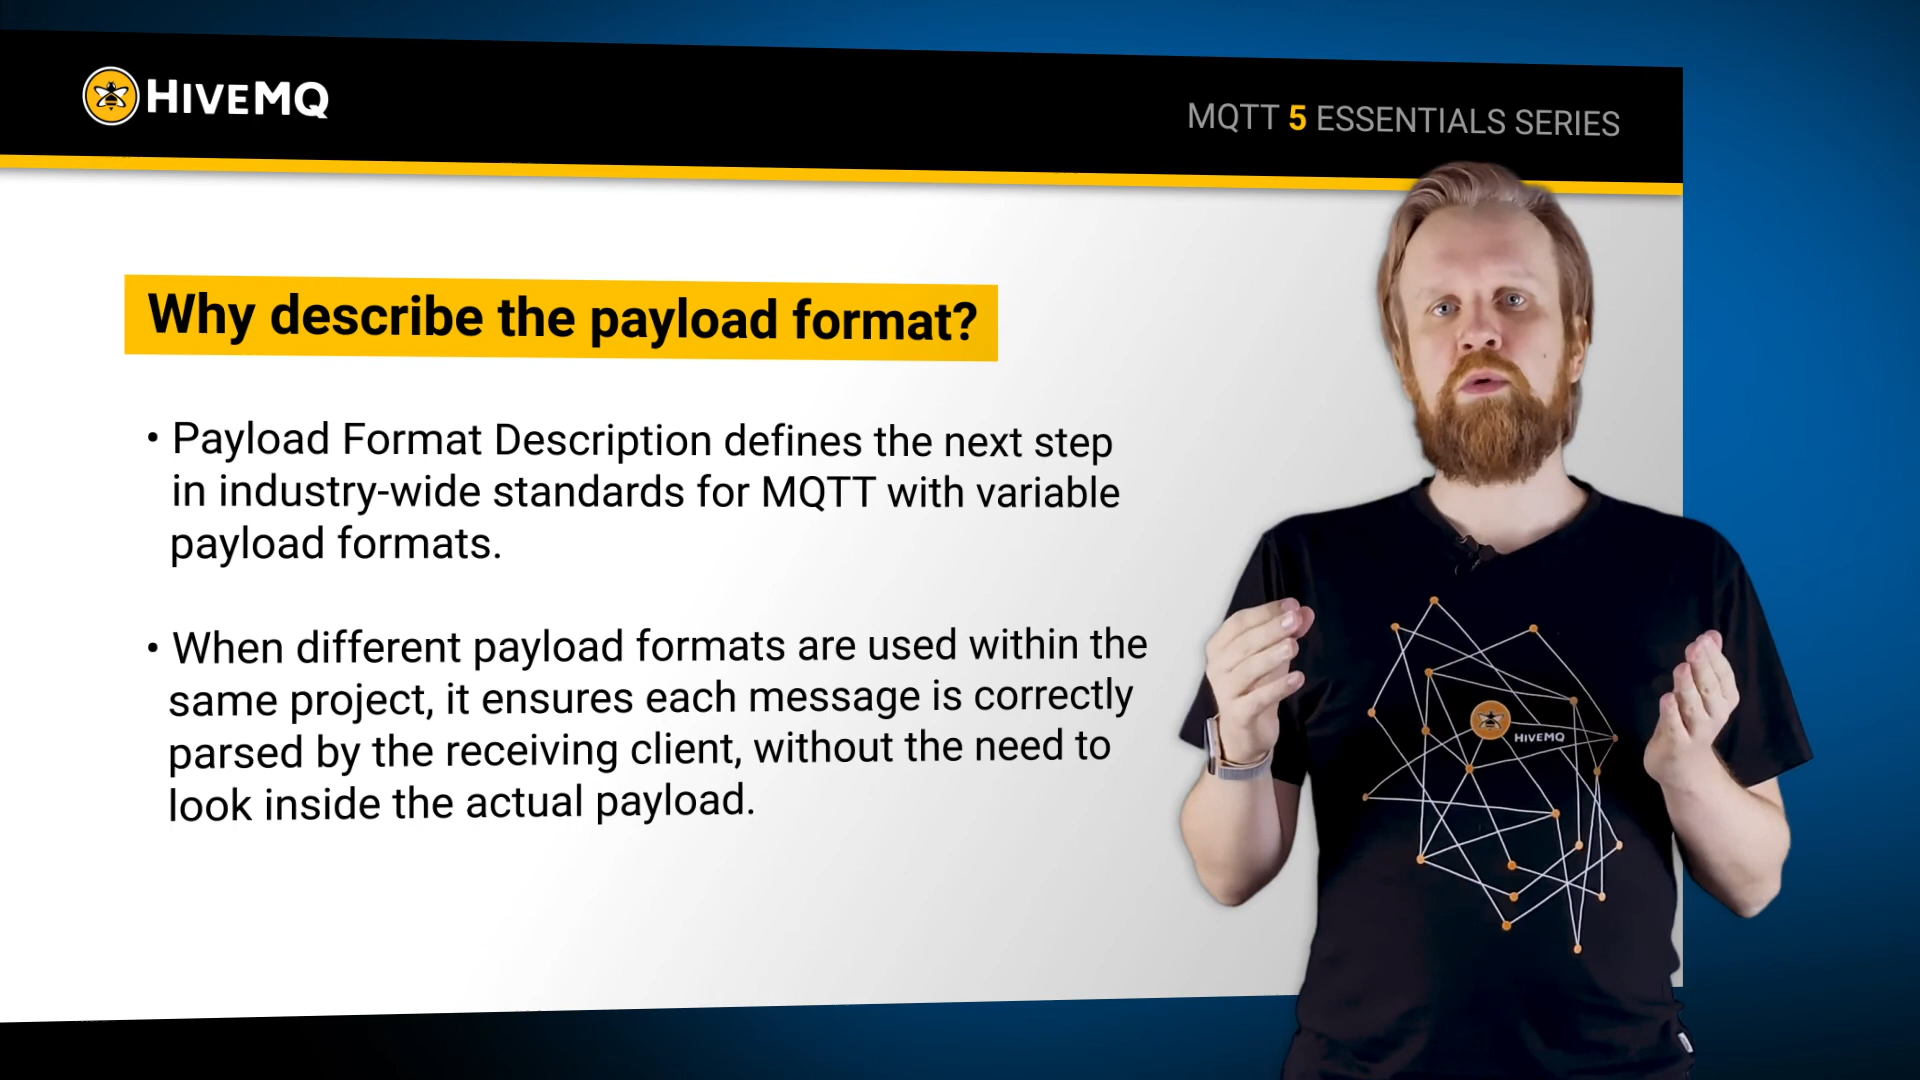 HIVEMQ
MQTT 5 ESSENTIALS SERIES
Why describe the payload format?
• Payload Format Description defines the next step
in industry-wide standards for MQTT with variable
payload formats.
• When different payload formats are used within the
same project, it ensures each message is correctly
parsed by the receiving client, without the need to
look inside the actual payload.
HIVEMQ